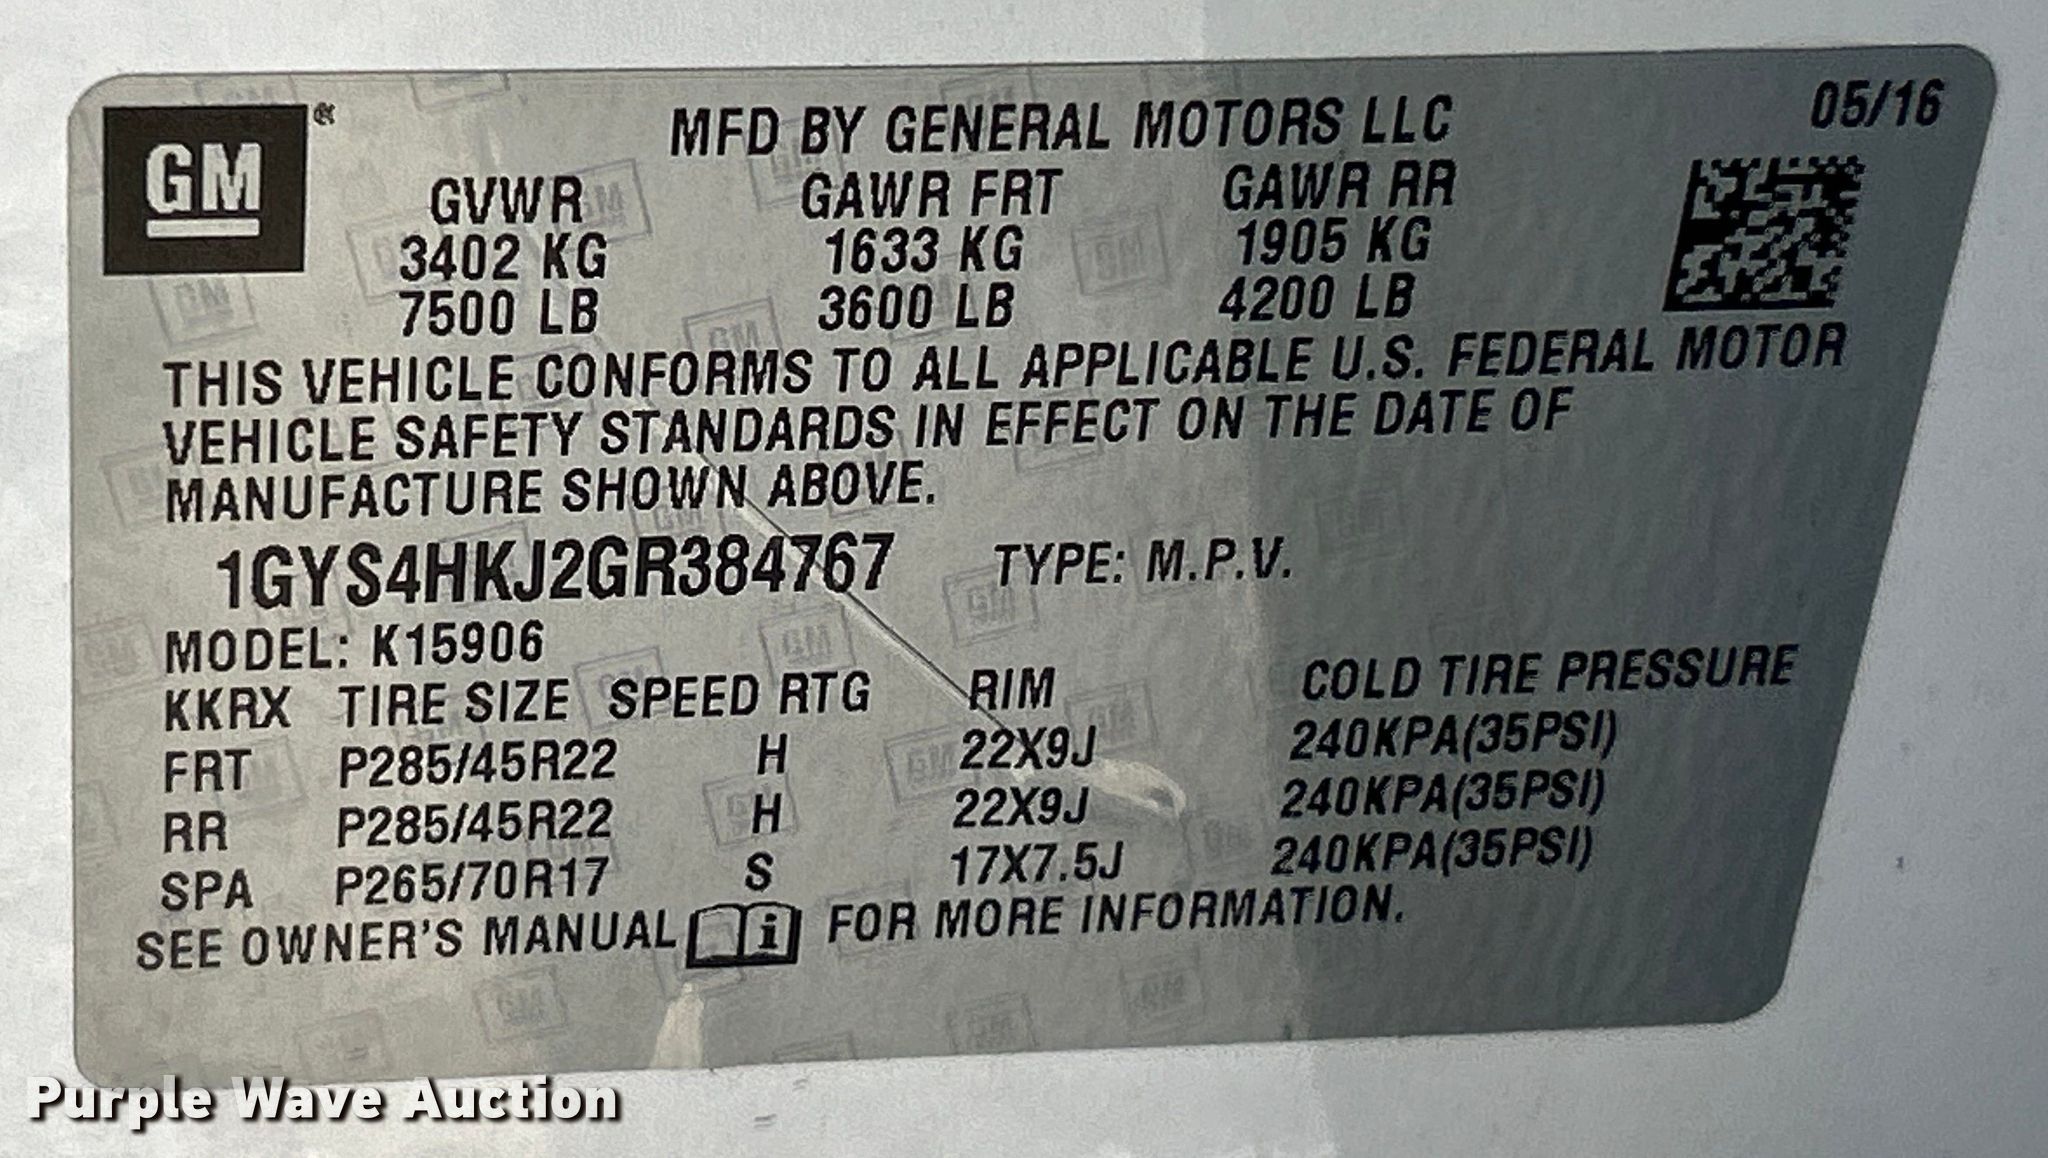 GM®
MFD BY GENERAL MOTORS LLC 05/16
GVWR GAWR FRT GAWR RR
3402 KG 1633 KG 1905 KG
7500 LB 3600 LB 4200 LB
THIS VEHICLE CONFORMS TO ALL APPLICABLE U.S. FEDERAL MOTOR
VEHICLE SAFETY STANDARDS IN EFFECT ON THE DATE OF
MANUFACTURE SHOWN ABOVE.
1GYS4HKJ2GR384767 TYPE: M.P.V.
MODEL: K15906
KKRX TIRE SIZE SPEED RTG RIM COLD TIRE PRESSURE
FRT P285/45R22 H 22X9J 240KPA(35PSI)
RR P285/45R22 H 22X9J 240KPA(35PSI)
SPA P265/70R17 S 17X7.5J 240KPA(35PSI)
SEE OWNER'S MANUAL i FOR MORE INFORMATION.
Purple Wave Auction